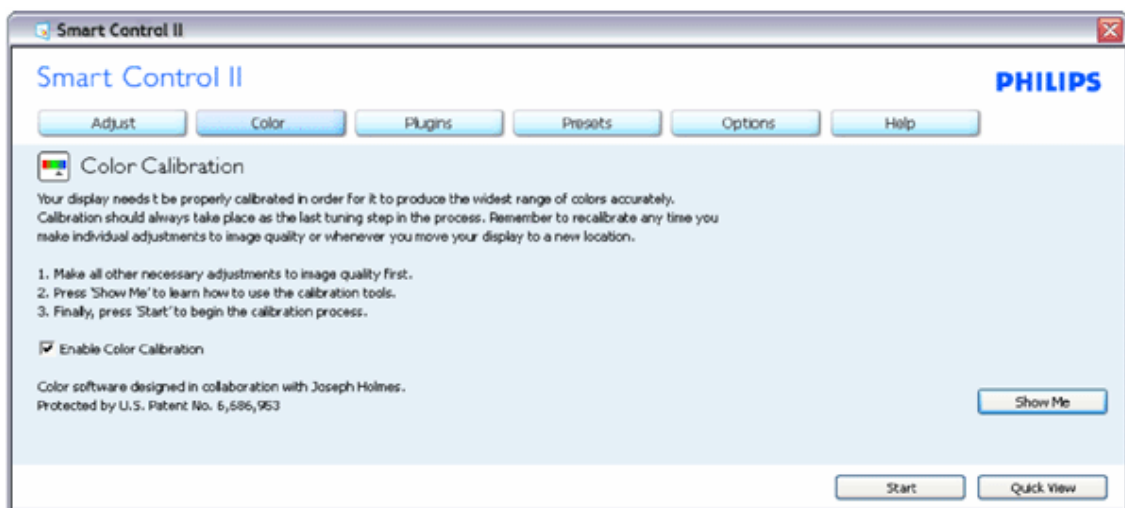 Smart Control II
Smart Control II
PHILIPS
Adjust
Color
Plugins
Presets
Options
Help
Color Calibration
Your display needs t be properly calibrated in order for it to produce the widest range of colors accurately.
Calibration should always take place as the last tuning step in the process. Remember to recalibrate any time you
make individual adjustments to image quality or whenever you move your display to a new location.
1. Make all other necessary adjustments to image quality first.
2. Press 'Show Me' to learn how to use the calibration tools.
3. Finally, press 'Start' to begin the calibration process.
Enable Color Calibration
Color software designed in collaboration with Joseph Holmes.
Protected by U.S. Patent No. 6,686,953
Show Me
Start
Quick View